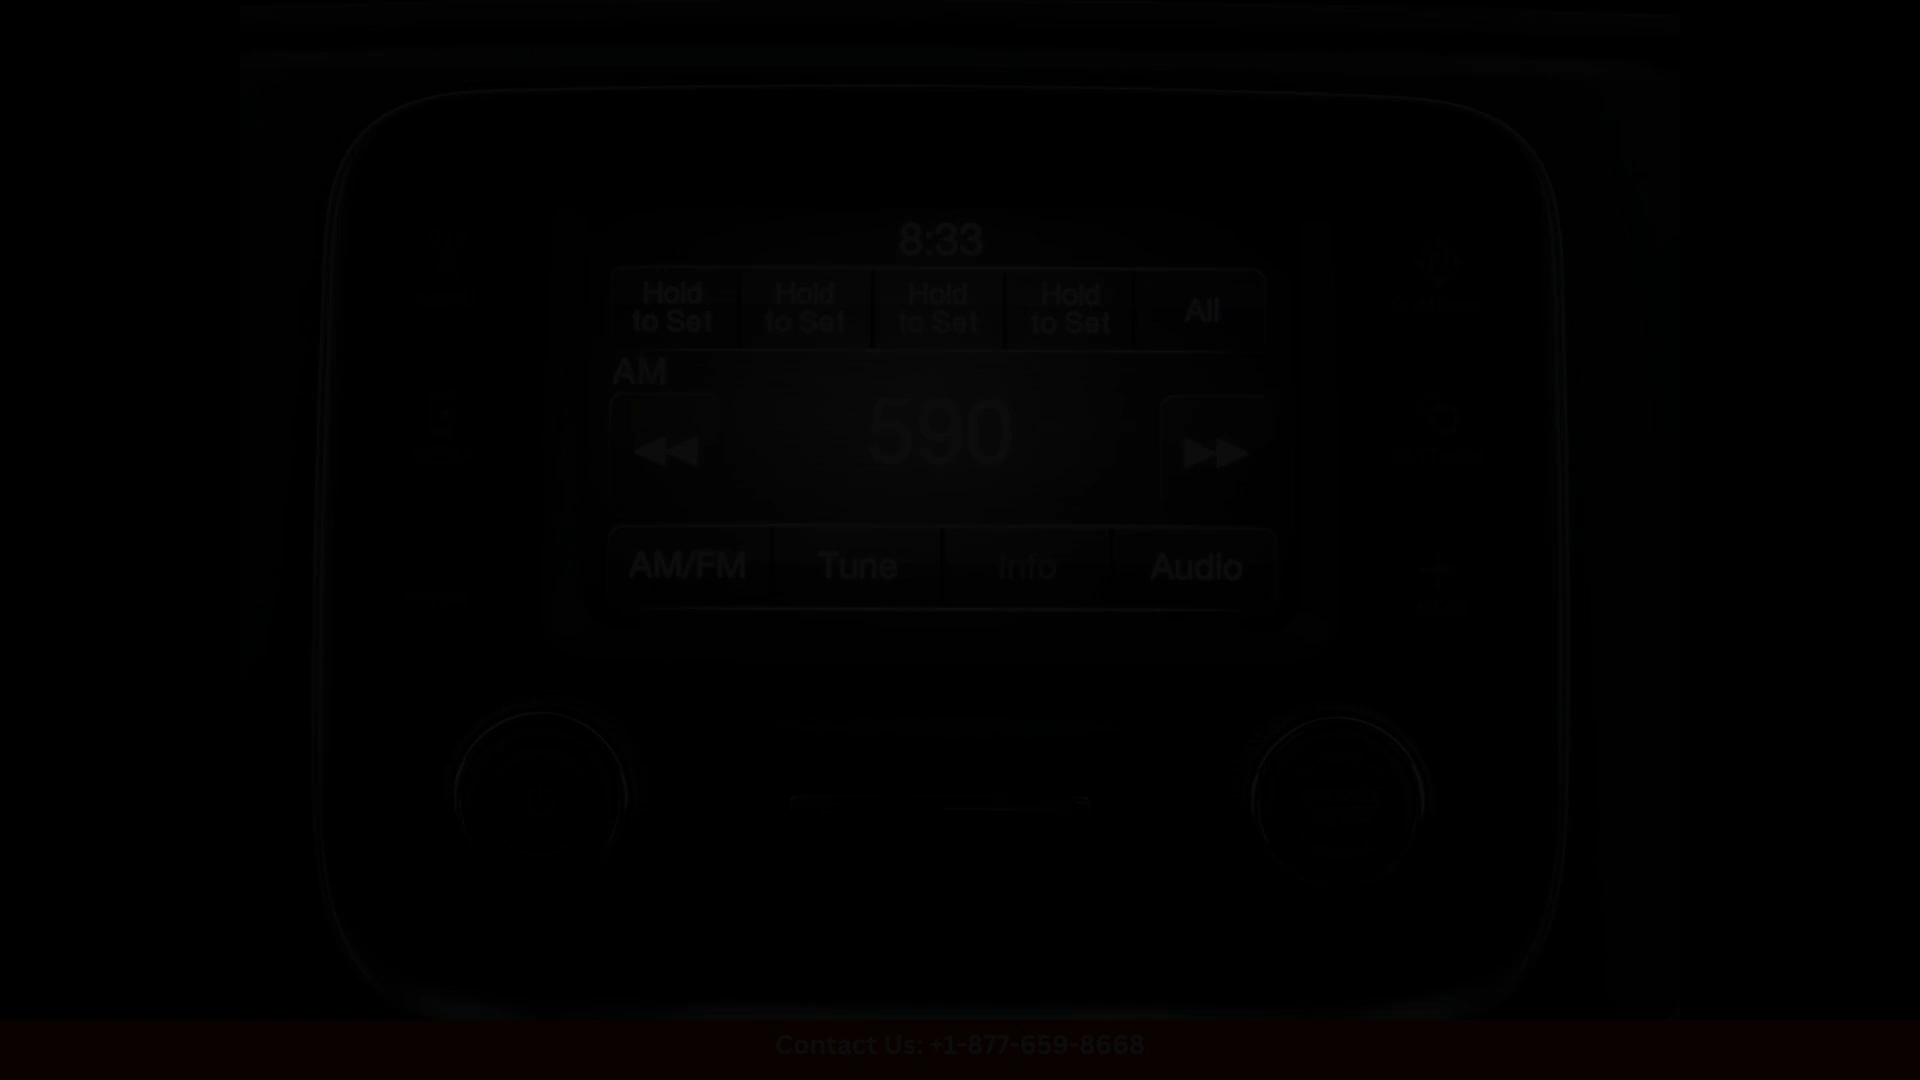 8:33
Hold to Set
Hold to Set
Hold to Set
Hold to Set
All
AM
590
AM/FM
Tune
Info
Audio
Contact Us: +1-877-659-8668